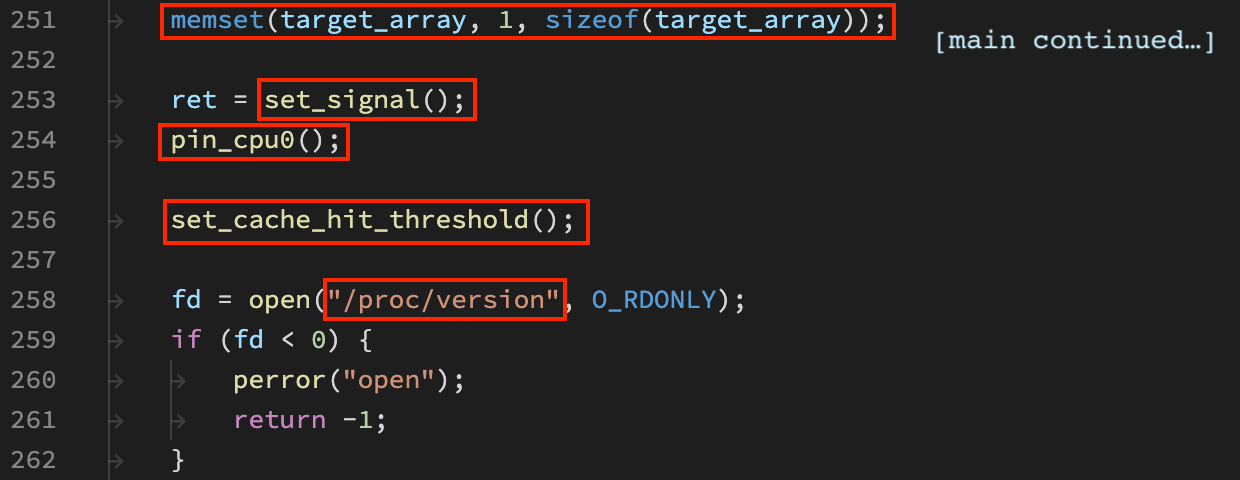 251 memset(target_array, 1, sizeof(target_array));
[main continued…]
252
253 ret = set_signal();
254 pin_cpu0();
255
256 set_cache_hit_threshold();
257
258 fd = open("/proc/version", O_RDONLY);
259 if (fd < 0) {
260 perror("open");
261 return -1;
262 }